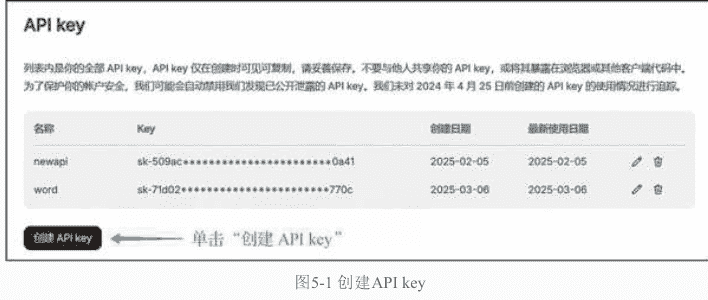 API key
列表内是你的全部 API key，API key 仅在创建时可见可复制，请妥善保存。不要与他人共享你的 API key，或将其暴露在浏览器或其他客户端代码中。
为了保护你的帐户安全，我们可能会自动禁用我们发现已公开泄露的 API key。我们未对 2024 年 4 月 25 日前创建的 API key 的使用情况进行追踪。
名称 Key 创建日期 最新使用日期
newapi sk-509ac***********************0a41 2025-02-05 2025-02-05
word sk-71d02***********************770c 2025-03-06 2025-03-06
创建 API key 单击“创建 API key”
图5-1 创建API key